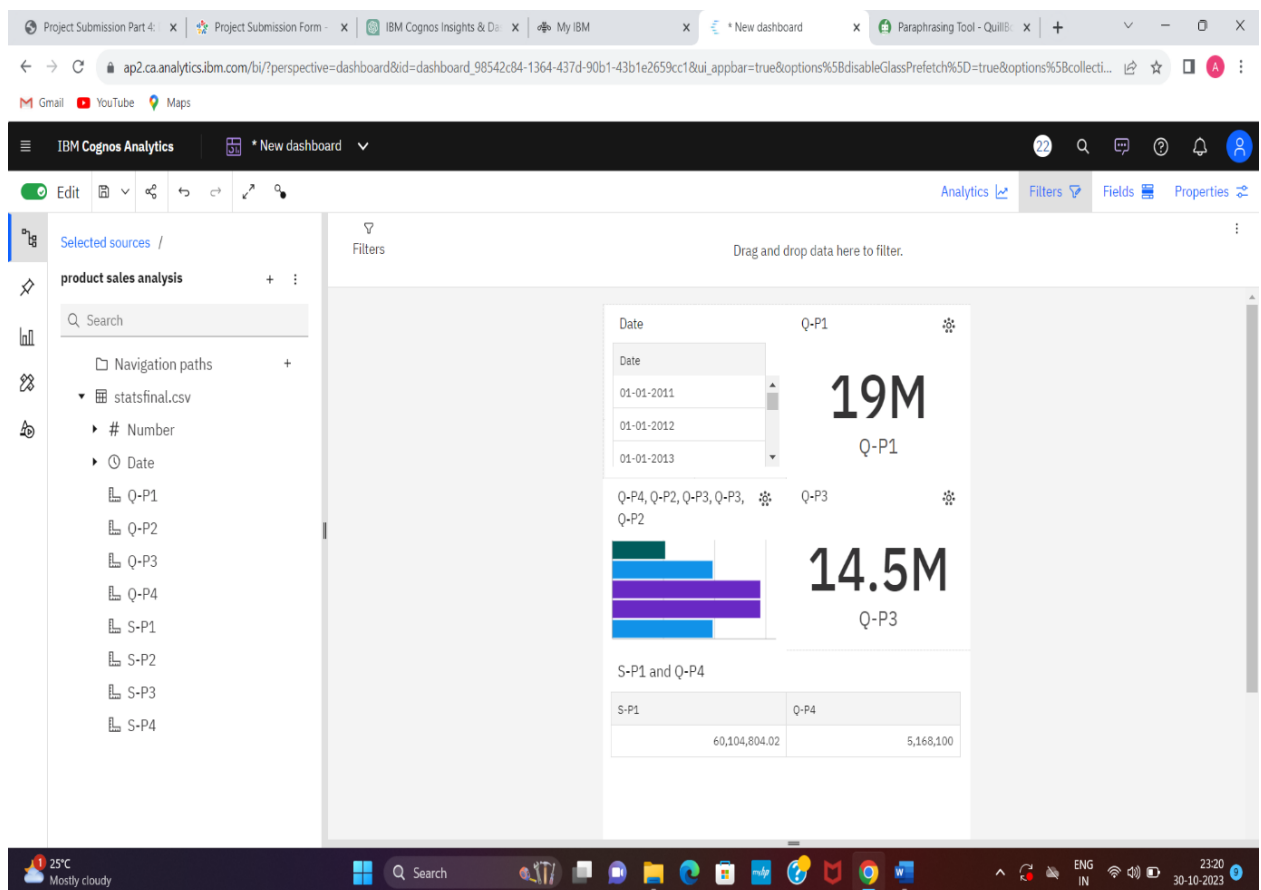 Project Submission Part 4:
Project Submission Form -
IBM Cognos Insights & Da
My IBM
* New dashboard
Paraphrasing Tool - QuillBo
ap2.ca.analytics.ibm.com/bi/?perspective=dashboard&id=dashboard_98542c84-1364-437d-90b1-43b1e2659cc1&ui_appbar=true&options%5BdisableGlassPrefetch%5D=true&options%5Bcollecti...
A
Gmail YouTube Maps
IBM Cognos Analytics
* New dashboard
22
Edit
Analytics
Filters
Fields
Properties
Selected sources /
product sales analysis
Search
Navigation paths
statsfinal.csv
# Number
Date
Q-P1
Q-P2
Q-P3
Q-P4
S-P1
S-P2
S-P3
S-P4
Filters
Drag and drop data here to filter.
Date
Date
01-01-2011
01-01-2012
01-01-2013
Q-P1
19M
Q-P1
Q-P4, Q-P2, Q-P3, Q-P3,
Q-P2
Q-P3
14.5M
Q-P3
S-P1 and Q-P4
S-P1 Q-P4
60,104,804.02 5,168,100
1
25°C
Mostly cloudy
Search
ENG
IN
23:20
30-10-2023
9